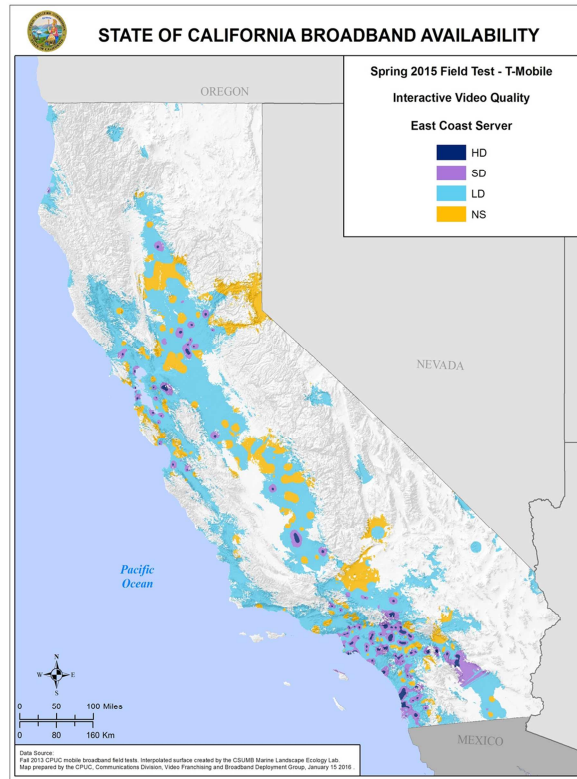 STATE OF CALIFORNIA BROADBAND AVAILABILITY
Spring 2015 Field Test - T-Mobile
Interactive Video Quality
East Coast Server
HD
SD
LD
NS
OREGON
NEVADA
Pacific
Ocean
N
W E
S
0 50 100 Miles
0 80 160 Km
MEXICO
Data Source:
Fall 2013 CPUC mobile broadband field tests. Interpolated surface created by the CSUMB Marine Landscape Ecology Lab.
Map prepared by the CPUC, Communications Division, Video Franchising and Broadband Deployment Group, January 15 2016 .